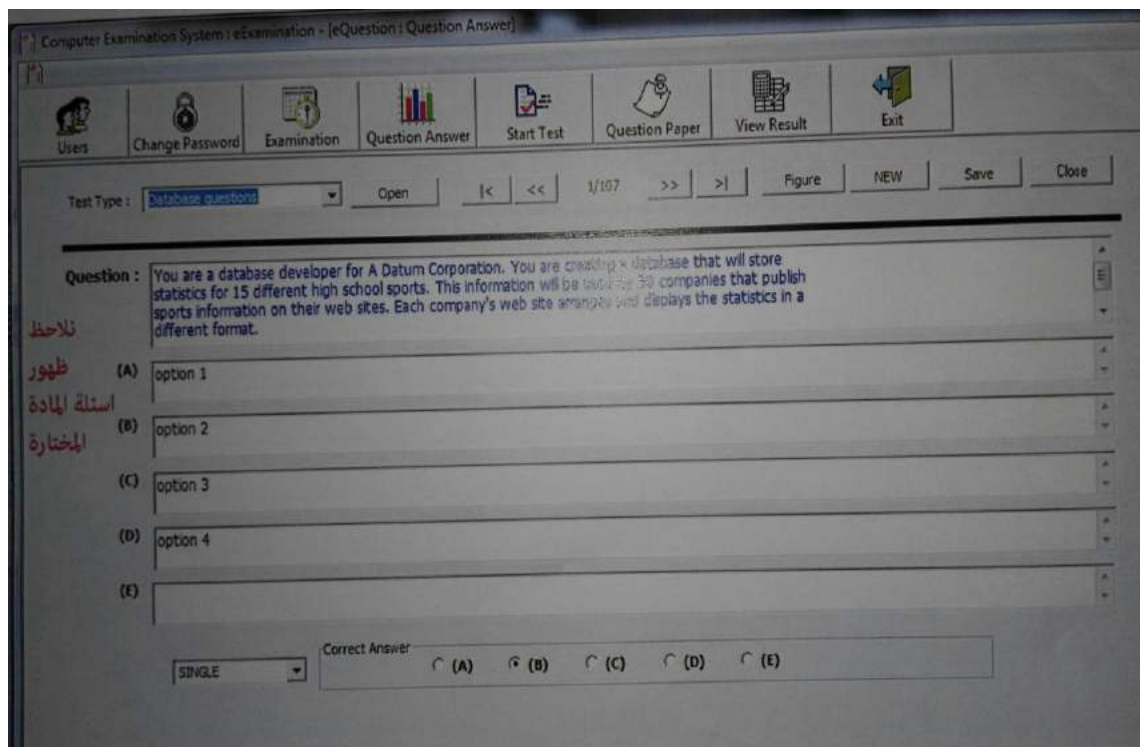 Computer Examination System : eExamination - [eQuestion : Question Answer]
Users
Change Password
Examination
Question Answer
Start Test
Question Paper
View Result
Exit
Test Type :
Database questions
Open
|<
<<
1/107
>>
>|
Figure
NEW
Save
Close
Question :
You are a database developer for A Datum Corporation. You are creating a database that will store
statistics for 15 different high school sports. This information will be used by 50 companies that publish
sports information on their web sites. Each company's web site arranges and displays the statistics in a
different format.
تلاحظ
ظهور
اسئلة المادة
المختارة
(A) option 1
(B) option 2
(C) option 3
(D) option 4
(E)
SINGLE
Correct Answer
(A) (B) (C) (D) (E)